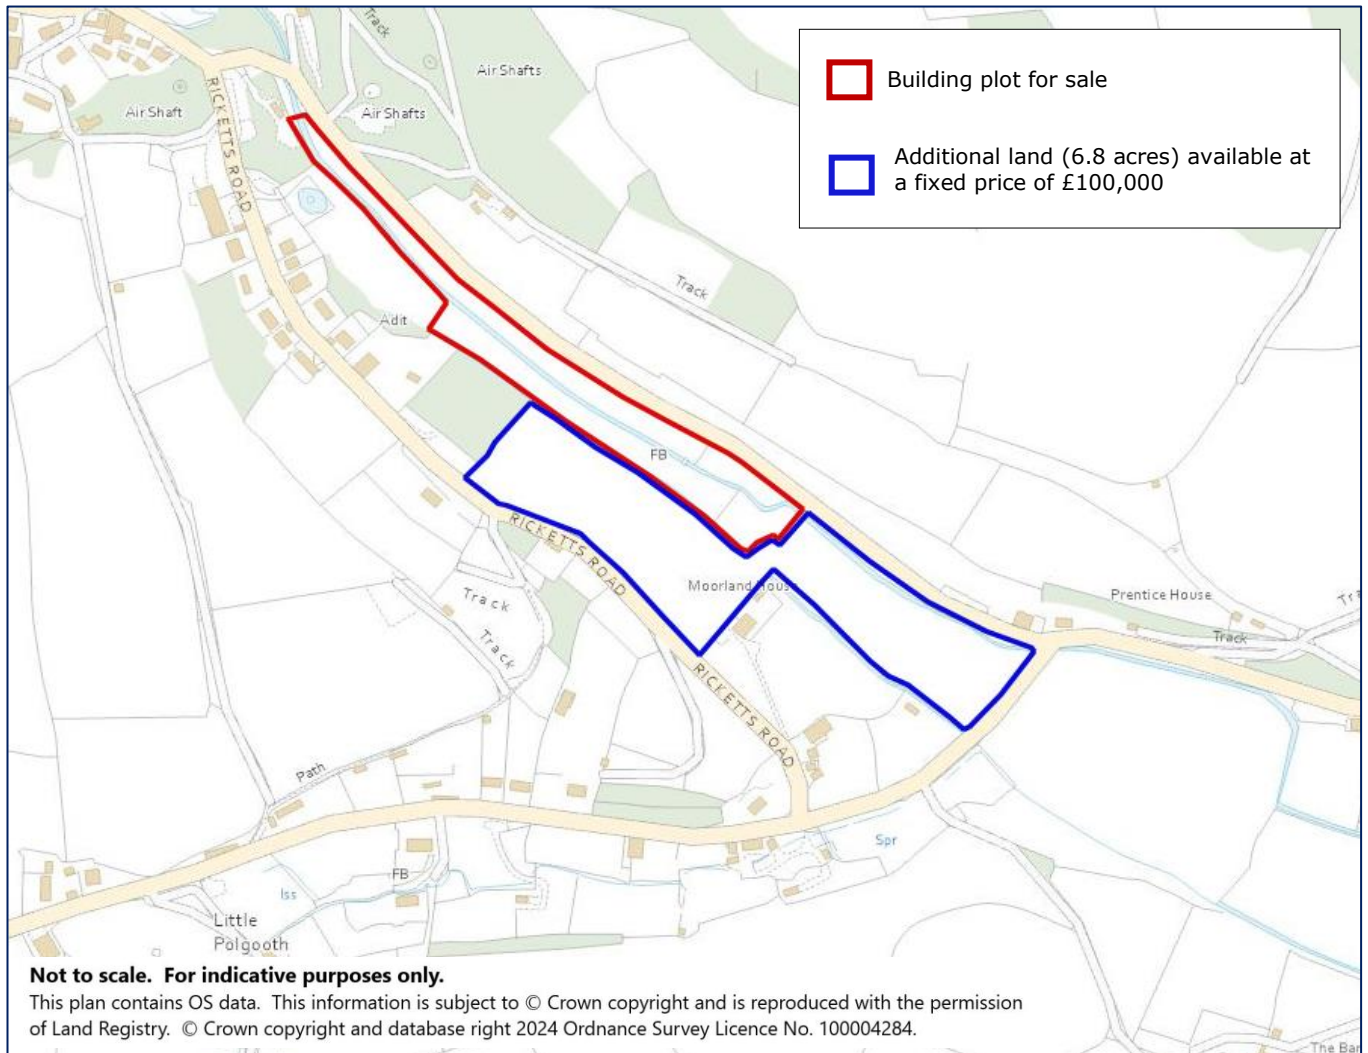 Track
Air Shafts
Building plot for sale
Air Shaft
Air Shafts
RICKETTS ROAD
Additional land (6.8 acres) available at
a fixed price of £100,000
Track
Adit
FB
RICKETTS ROAD
Moorland House
Track
Prentice House
Track
Track
RICKETTS ROAD
Path
Spr
FB
Iss
Little
Polgooth
Not to scale. For indicative purposes only.
This plan contains OS data. This information is subject to © Crown copyright and is reproduced with the permission
of Land Registry. © Crown copyright and database right 2024 Ordnance Survey Licence No. 100004284.
The Bar